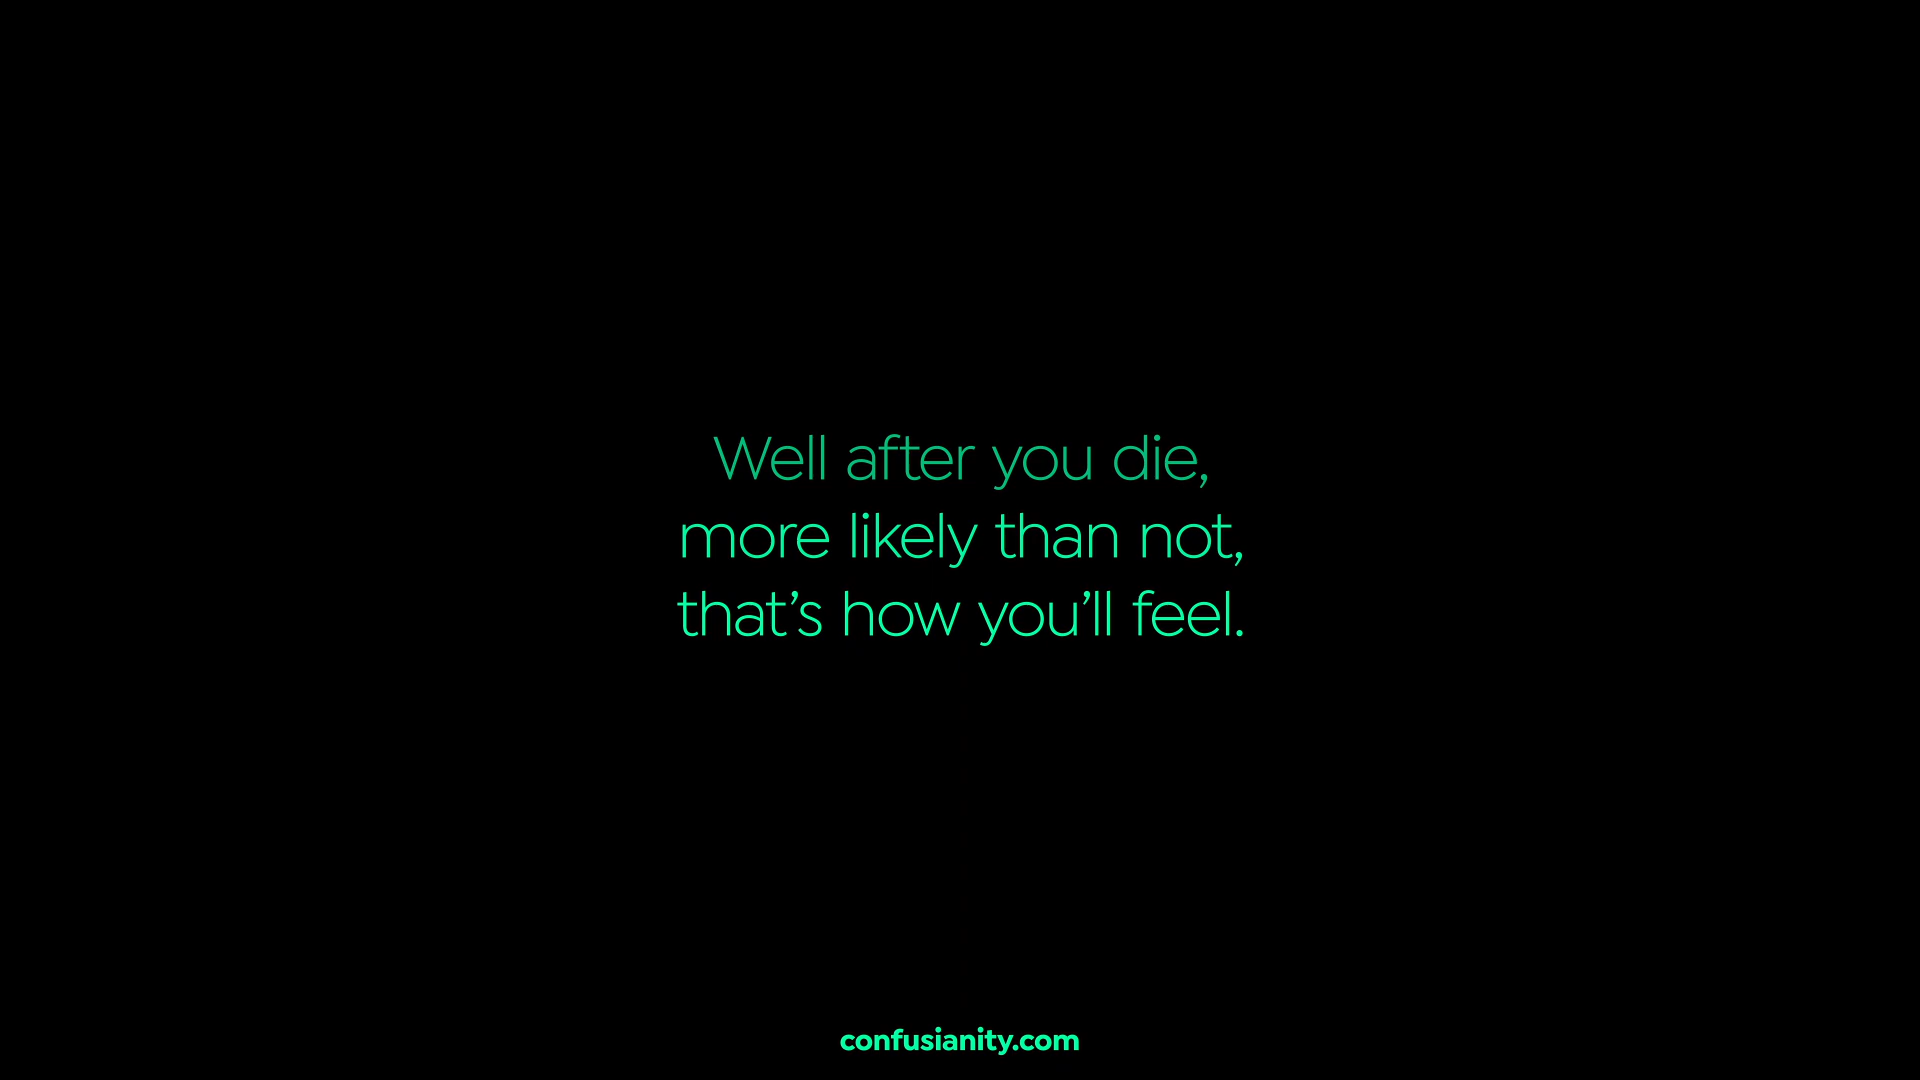 Well after you die,
more likely than not,
that’s how you’ll feel.
confusianity.com